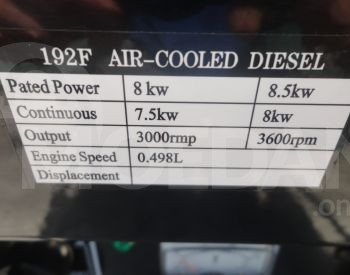 192F AIR-COOLED DIESEL
Pated Power 8 kw 8.5kw
Continuous 7.5kw 8kw
Output 3000rmp 3600rpm
Engine Speed 0.498L
Displacement